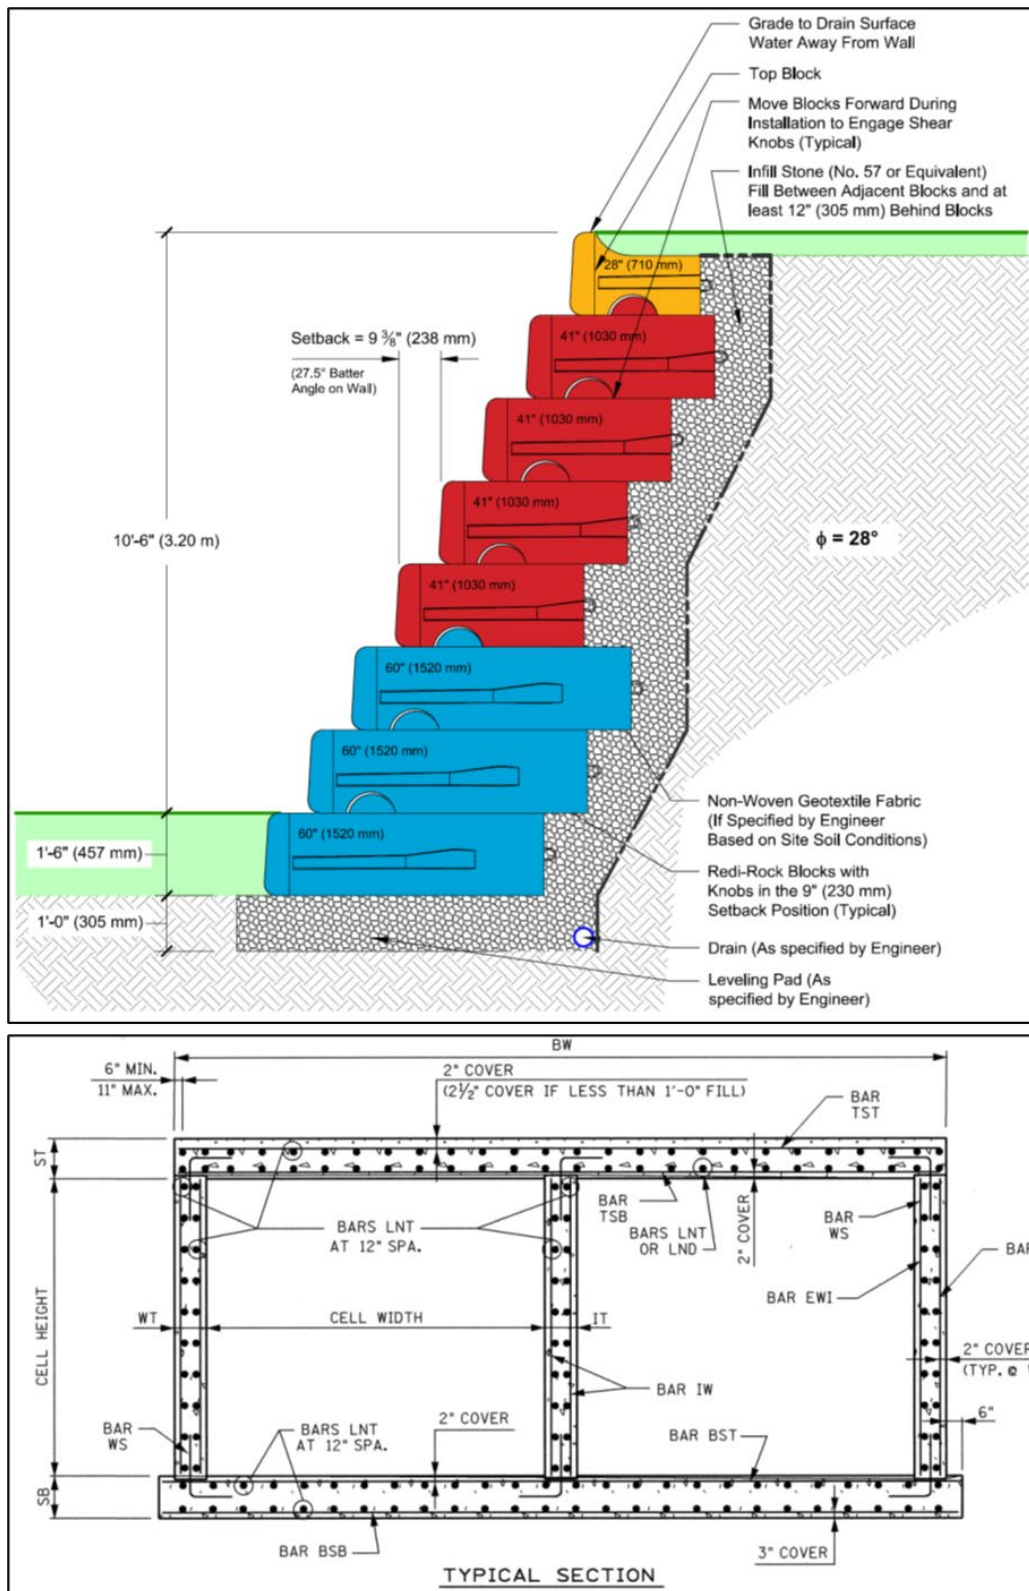 Grade to Drain Surface
Water Away From Wall
Top Block
Move Blocks Forward During
Installation to Engage Shear
Knobs (Typical)
Infill Stone (No. 57 or Equivalent)
Fill Between Adjacent Blocks and at
least 12" (305 mm) Behind Blocks
28" (710 mm)
Setback = 9 3/8" (238 mm)
(27.5° Batter
Angle on Wall)
41" (1030 mm)
41" (1030 mm)
41" (1030 mm)
41" (1030 mm)
10'-6" (3.20 m)
ϕ = 28°
60" (1520 mm)
60" (1520 mm)
60" (1520 mm)
1'-6" (457 mm)
1'-0" (305 mm)
Non-Woven Geotextile Fabric
(If Specified by Engineer
Based on Site Soil Conditions)
Redi-Rock Blocks with
Knobs in the 9" (230 mm)
Setback Position (Typical)
Drain (As specified by Engineer)
Leveling Pad (As
specified by Engineer)
BW
6" MIN.
11" MAX.
2" COVER
(2½" COVER IF LESS THAN 1'-0" FILL)
BAR
TST
ST
BARS LNT
AT 12" SPA.
BAR
TSB
BARS LNT
OR LND
2" COVER
BAR
WS
BAR
BAR EWI
CELL HEIGHT
WT
CELL WIDTH
IT
2" COVER
(TYP. @
BAR IW
6"
BAR
WS
BARS LNT
AT 12" SPA.
2" COVER
BAR BST
SB
BAR BSB
3" COVER
TYPICAL SECTION